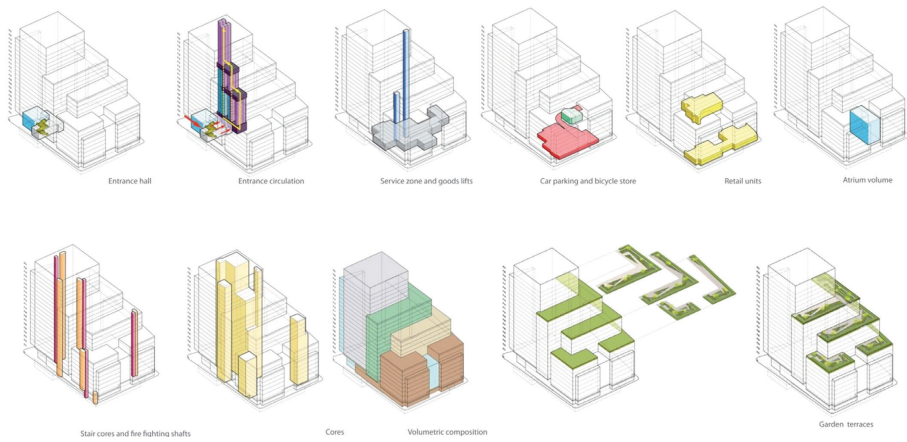 Entrance hall
Entrance circulation
Service zone and goods lifts
Car parking and bicycle store
Retail units
Atrium volume
Stair cores and fire fighting shafts
Cores
Volumetric composition
Garden terraces